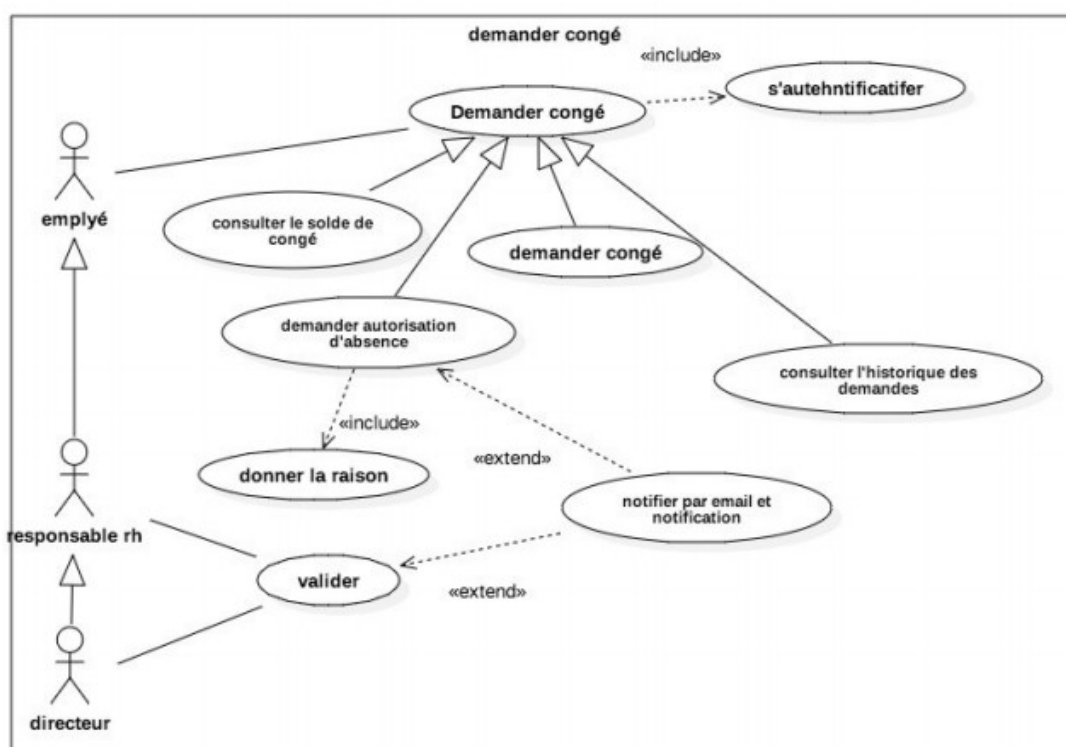 demander congé
«include»
s'autehntificatifer
Demander congé
emplyé
consulter le solde de
congé
demander congé
demander autorisation
d'absence
consulter l'historique des
demandes
«include»
«extend»
donner la raison
notifier par email et
notification
responsable rh
valider
«extend»
directeur